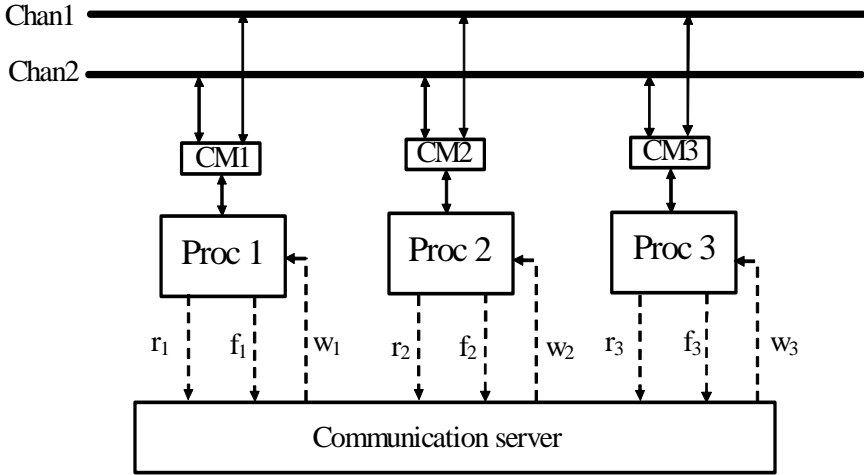 Chan1
Chan2
CM1 CM2 CM3
Proc 1 Proc 2 Proc 3
r₁ f₁ w₁ r₂ f₂ w₂ r₃ f₃ w₃
Communication server